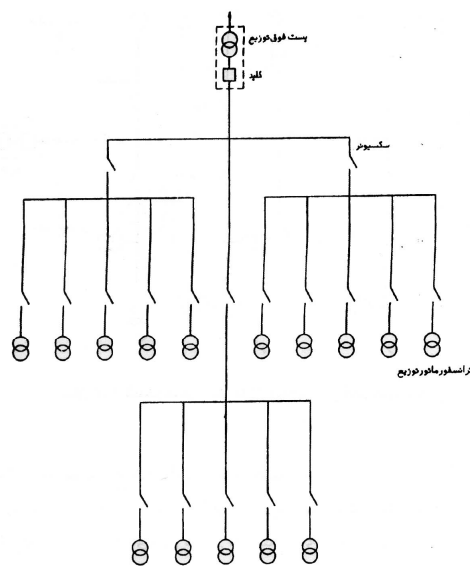 پست فوق توزیع
کلید
سکسیونر
ترانسفورماتور توزیع